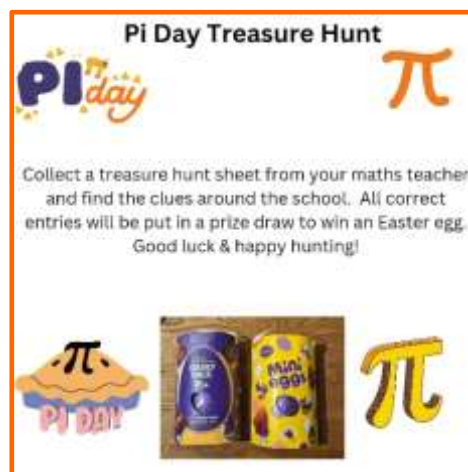 Pi Day Treasure Hunt
PI π
day
π
Collect a treasure hunt sheet from your maths teacher
and find the clues around the school. All correct
entries will be put in a prize draw to win an Easter egg.
Good luck & happy hunting!
π
PI DAY
DAIRY
MILK
Mini
eggs
π